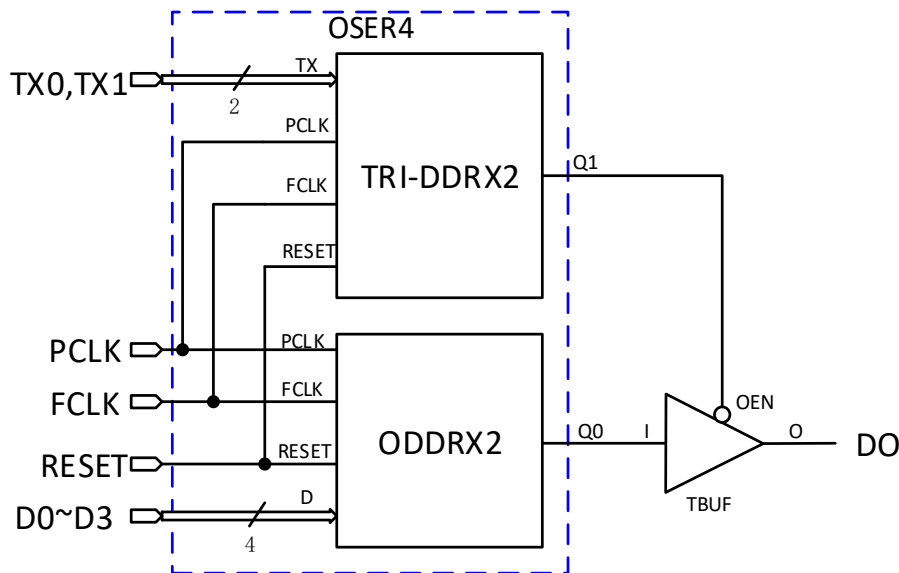 OSER4
TX0,TX1
2
TX
PCLK
FCLK
RESET
TRI-DDRX2
Q1
PCLK
FCLK
RESET
D0~D3
4
PCLK
FCLK
RESET
D
ODDRX2
Q0
I
OEN
O
DO
TBUF